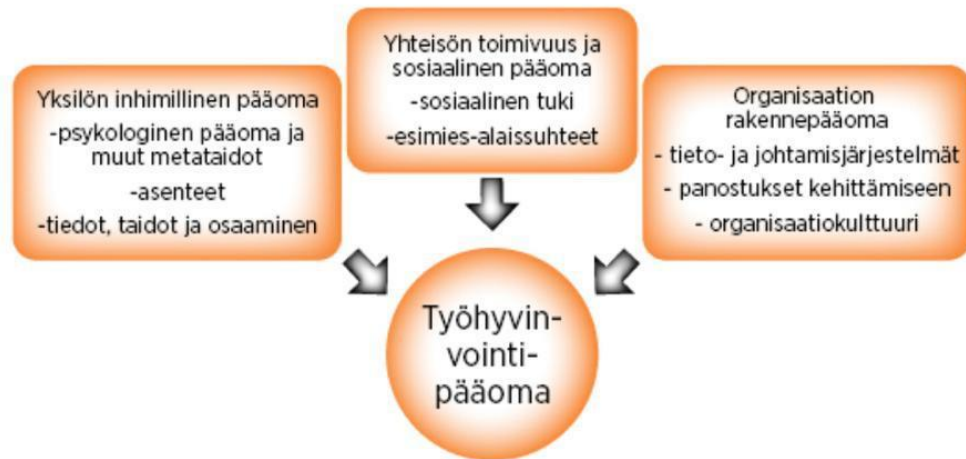 Yksilön inhimillinen pääoma
-psykologinen pääoma ja
muut metataidot
-asenteet
-tiedot, taidot ja osaaminen
Yhteisön toimivuus ja
sosiaalinen pääoma
-sosiaalinen tuki
-esimies-alaissuhteet
Organisaation
rakennepääoma
- tieto- ja johtamisjärjestelmät
- panostukset kehittämiseen
- organisaatiokulttuuri
Työhyvin-
vointi-
pääoma